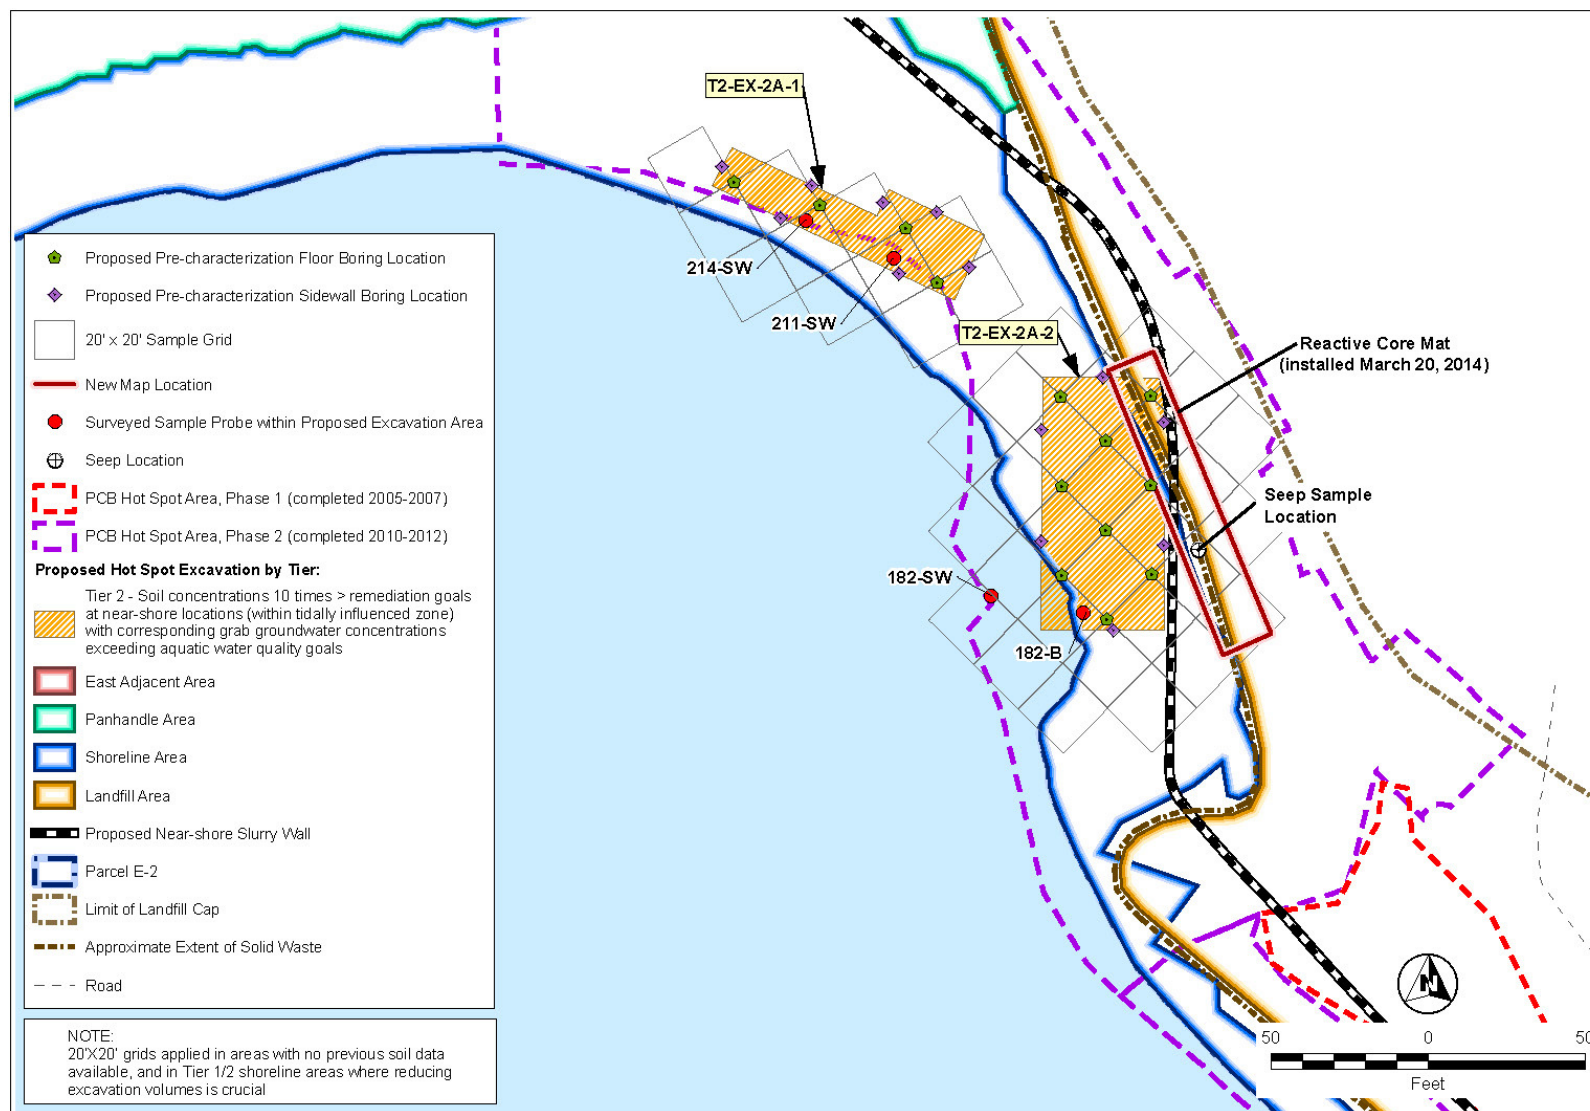 T2-EX-2A-1
214-SW
211-SW
T2-EX-2A-2
Reactive Core Mat
(installed March 20, 2014)
Seep Sample
Location
182-SW
182-B
Proposed Pre-characterization Floor Boring Location
Proposed Pre-characterization Sidewall Boring Location
20' x 20' Sample Grid
New Map Location
Surveyed Sample Probe within Proposed Excavation Area
Seep Location
PCB Hot Spot Area, Phase 1 (completed 2005-2007)
PCB Hot Spot Area, Phase 2 (completed 2010-2012)
Proposed Hot Spot Excavation by Tier:
Tier 2 - Soil concentrations 10 times > remediation goals
at near-shore locations (within tidally influenced zone)
with corresponding grab groundwater concentrations
exceeding aquatic water quality goals
East Adjacent Area
Panhandle Area
Shoreline Area
Landfill Area
Proposed Near-shore Slurry Wall
Parcel E-2
Limit of Landfill Cap
Approximate Extent of Solid Waste
Road
NOTE:
20'X20' grids applied in areas with no previous soil data
available, and in Tier 1/2 shoreline areas where reducing
excavation volumes is crucial
N
50 0 50
Feet